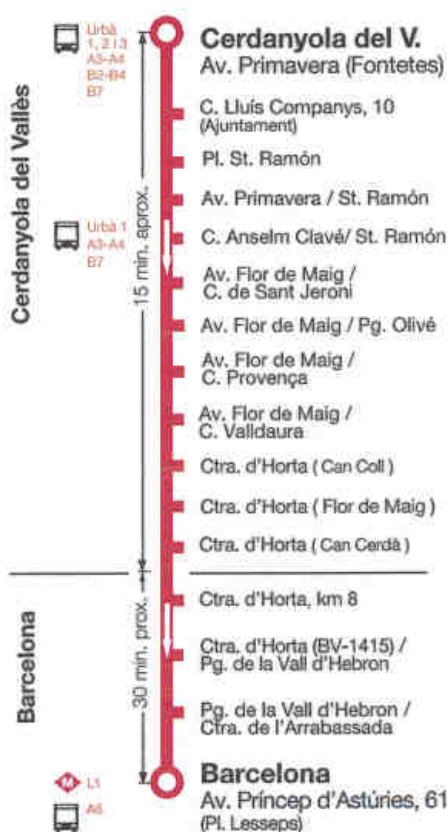 Urbà
1, 2 i 3
A3-A4
B2-B4
B7
Cerdanyola del V.
Av. Primavera (Fontetes)
C. Lluís Companys, 10
(Ajuntament)
Pl. St. Ramón
Av. Primavera / St. Ramón
Urbà 1
A3-A4
B7
C. Anselm Clavé/ St. Ramón
Av. Flor de Maig /
C. de Sant Jeroni
Av. Flor de Maig / Pg. Olivé
Av. Flor de Maig /
C. Provença
Av. Flor de Maig /
C. Valldaura
Ctra. d'Horta ( Can Coll )
Ctra. d'Horta ( Flor de Maig )
Ctra. d'Horta ( Can Cerdà )
Cerdanyola del Vallès
15 min. aprox.
Ctra. d'Horta, km 8
Ctra. d'Horta (BV-1415) /
Pg. de la Vall d'Hebron
Pg. de la Vall d'Hebron /
Ctra. de l'Arrabassada
Barcelona
30 min. prox.
M L1
A6
Barcelona
Av. Príncep d'Astúries, 61
(Pl. Lesseps)